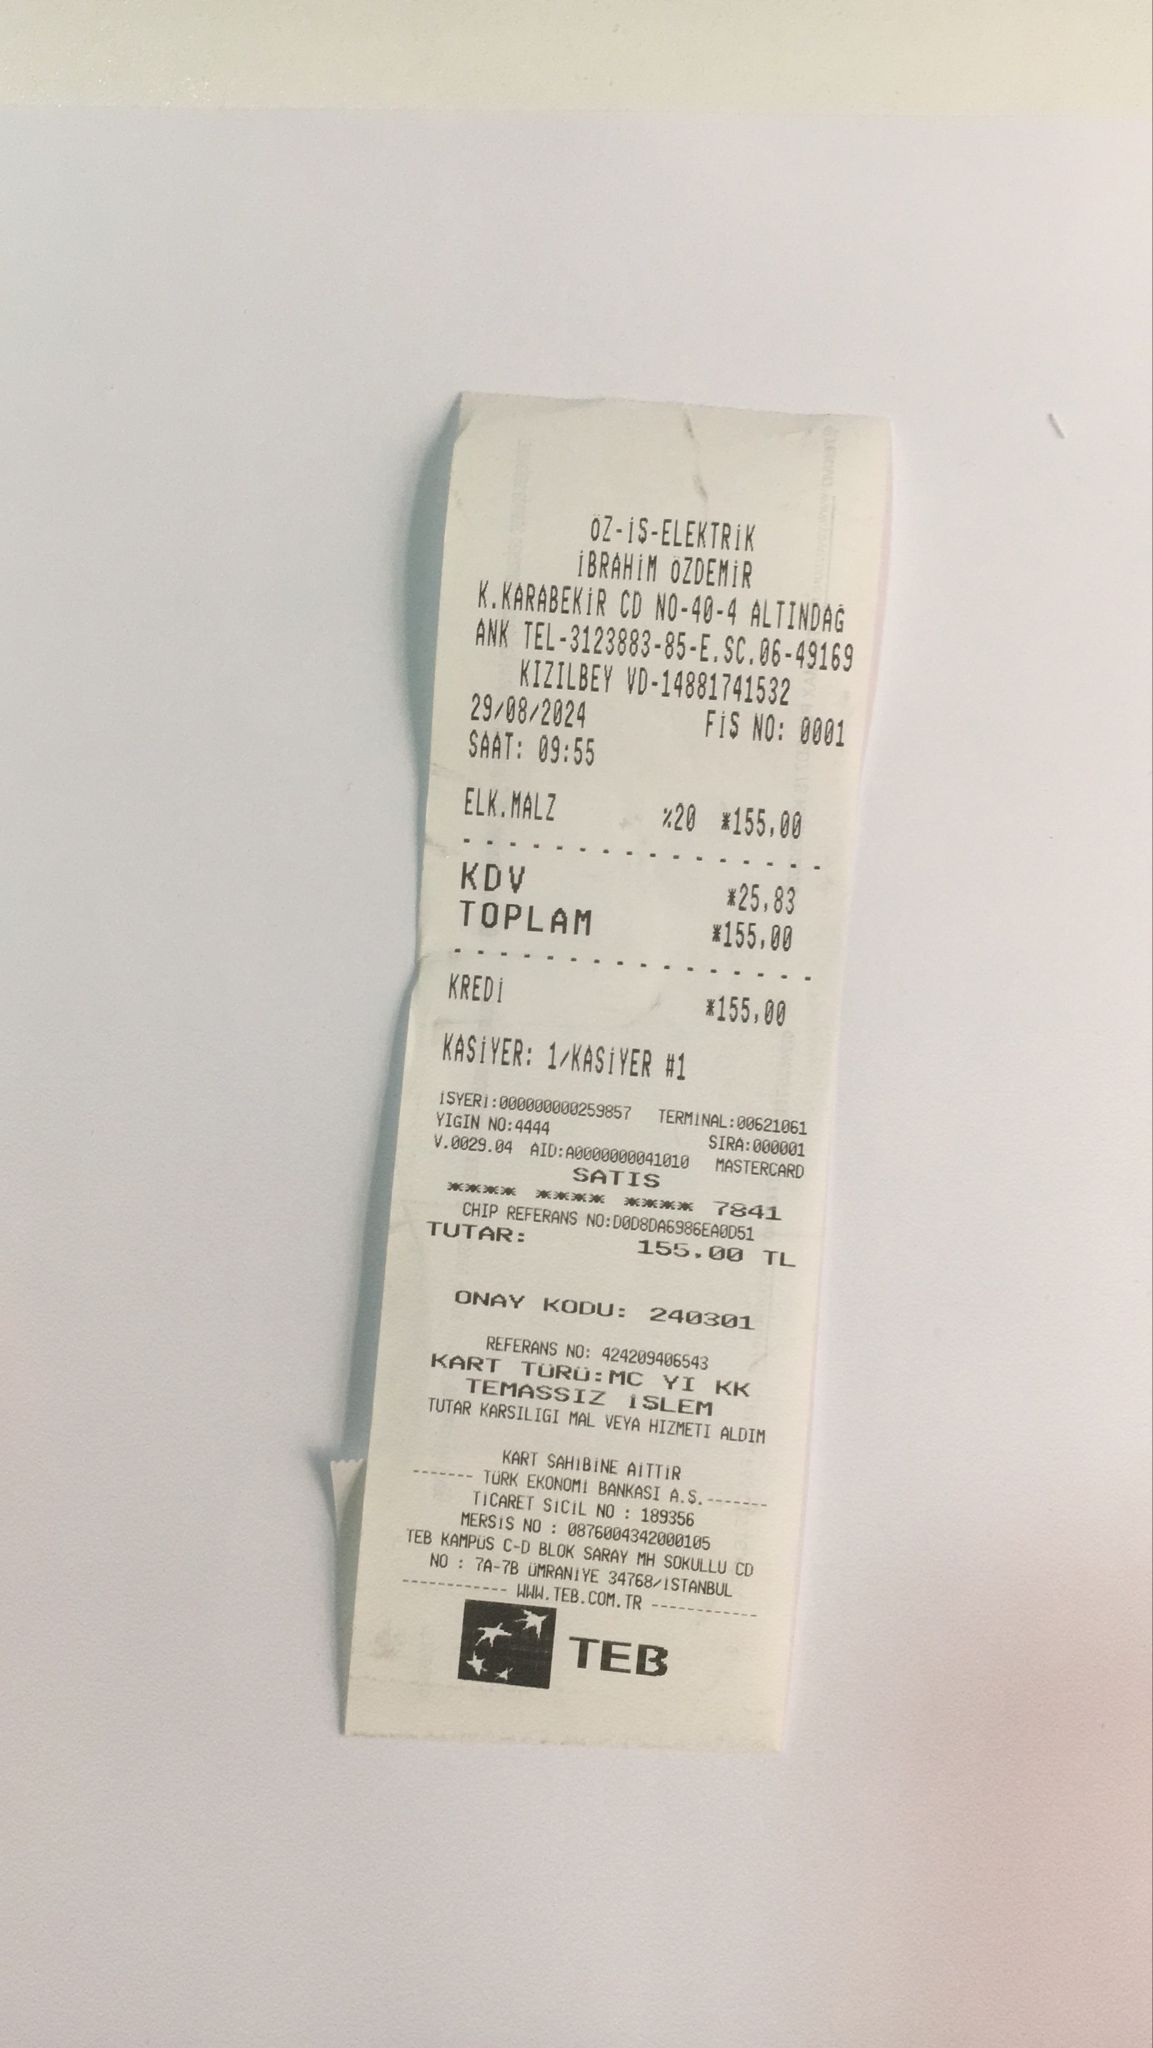 ÖZ-İŞ-ELEKTRİK
İBRAHİM ÖZDEMİR
K.KARABEKİR CD NO-40-4 ALTINDAĞ
ANK TEL-3123883-85-E.SC.06-49169
KIZILBEY VD-14881741532
29/08/2024 FİŞ NO: 0001
SAAT: 09:55
ELK.MALZ %20 *155,00
KDV *25,83
TOPLAM *155,00
KREDİ *155,00
KASİYER: 1/KASİYER #1
İŞYERİ:000000000259857 TERMİNAL:00621061
YIGIN NO:4444 SIRA:000001
V.0029.04 AID:A0000000041010 MASTERCARD
SATIŞ
**** **** **** 7841
CHIP REFERANS NO:D0D8DA6986EA0D51
TUTAR: 155.00 TL
ONAY KODU: 240301
REFERANS NO: 424209406543
KART TÜRÜ:MC YI KK
TEMASSIZ İŞLEM
TUTAR KARSILIGI MAL VEYA HIZMETI ALDIM
KART SAHİBİNE AİTTİR
------- TÜRK EKONOMİ BANKASI A.Ş.-------
TİCARET SİCİL NO : 189356
MERSİS NO : 0876004342000105
TEB KAMPÜS C-D BLOK SARAY MH SOKULLU CD
NO : 7A-7B ÜMRANİYE 34768/İSTANBUL
------------ WWW.TEB.COM.TR ------------
TEB